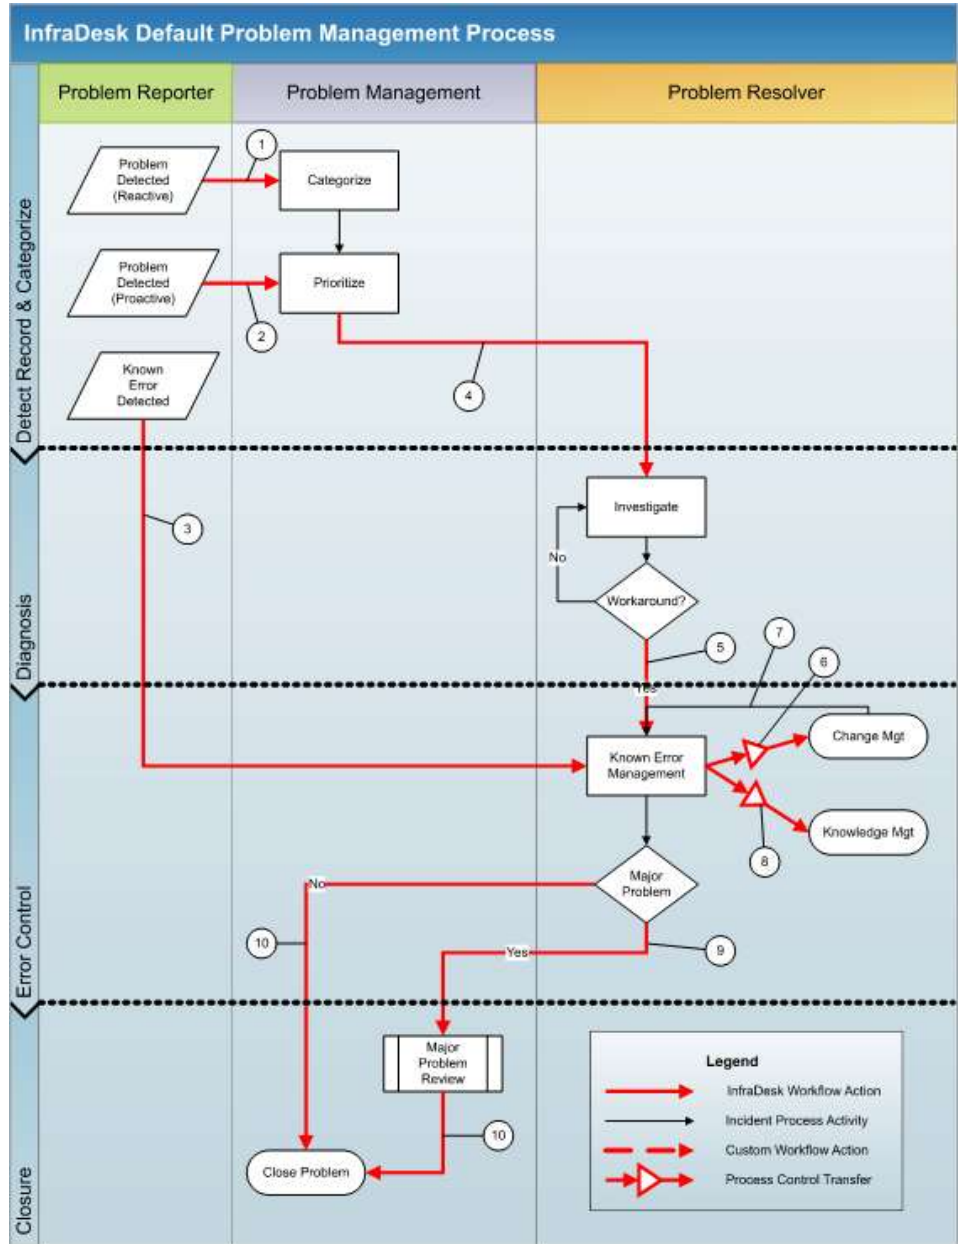 InfraDesk Default Problem Management Process
Problem Reporter
Problem Management
Problem Resolver
Detect Record & Categorize
Problem
Detected
(Reactive)
1
Categorize
Problem
Detected
(Proactive)
2
Prioritize
Known
Error
Detected
4
Diagnosis
3
Investigate
No
Workaround?
5
7
6
Yes
Error Control
Known Error
Management
Change Mgt
Knowledge Mgt
8
Major
Problem
No
10
Yes
9
Closure
Major
Problem
Review
10
Close Problem
Legend
InfraDesk Workflow Action
Incident Process Activity
Custom Workflow Action
Process Control Transfer